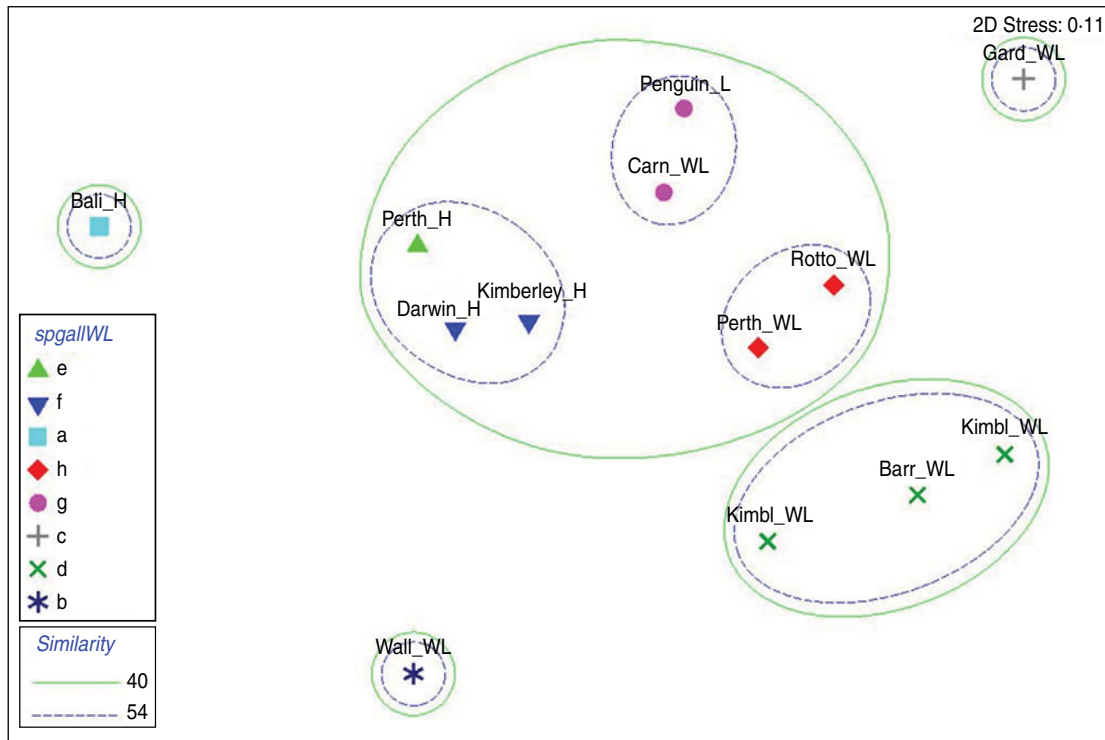 2D Stress: 0·11
Gard_WL
Penguin_L
Carn_WL
Bali_H
Perth_H
Rotto_WL
Kimberley_H
Darwin_H
Perth_WL
spgallWL
e
f
a
h
g
c
d
b
Kimbl_WL
Barr_WL
Kimbl_WL
Wall_WL
Similarity
40
54